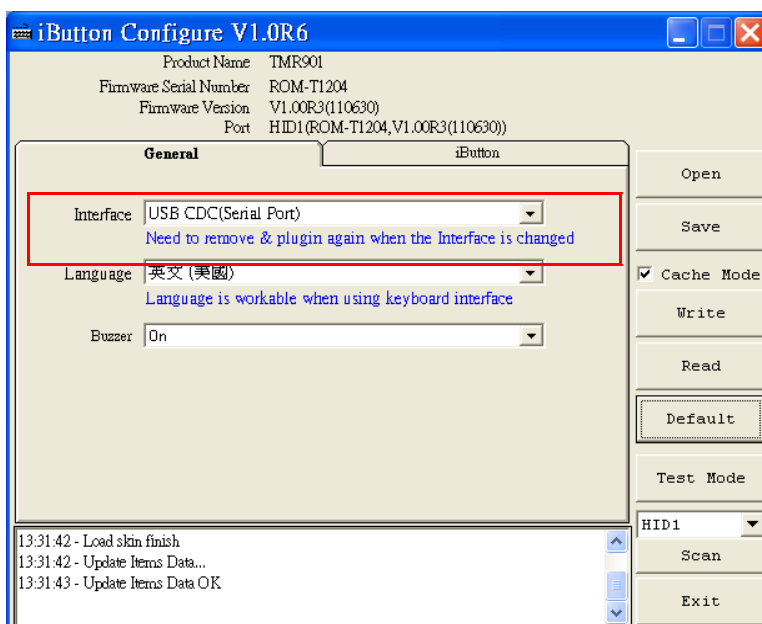 iButton Configure V1.0R6
Product Name TMR901
Firmware Serial Number ROM-T1204
Firmware Version V1.00R3(110630)
Port HID1(ROM-T1204,V1.00R3(110630))
General
iButton
Interface USB CDC(Serial Port)
Need to remove & plugin again when the Interface is changed
Language 英文 (美國)
Language is workable when using keyboard interface
Buzzer On
Open
Save
Cache Mode
Write
Read
Default
Test Mode
HID1
Scan
Exit
13:31:42 - Load skin finish
13:31:42 - Update Items Data...
13:31:43 - Update Items Data OK